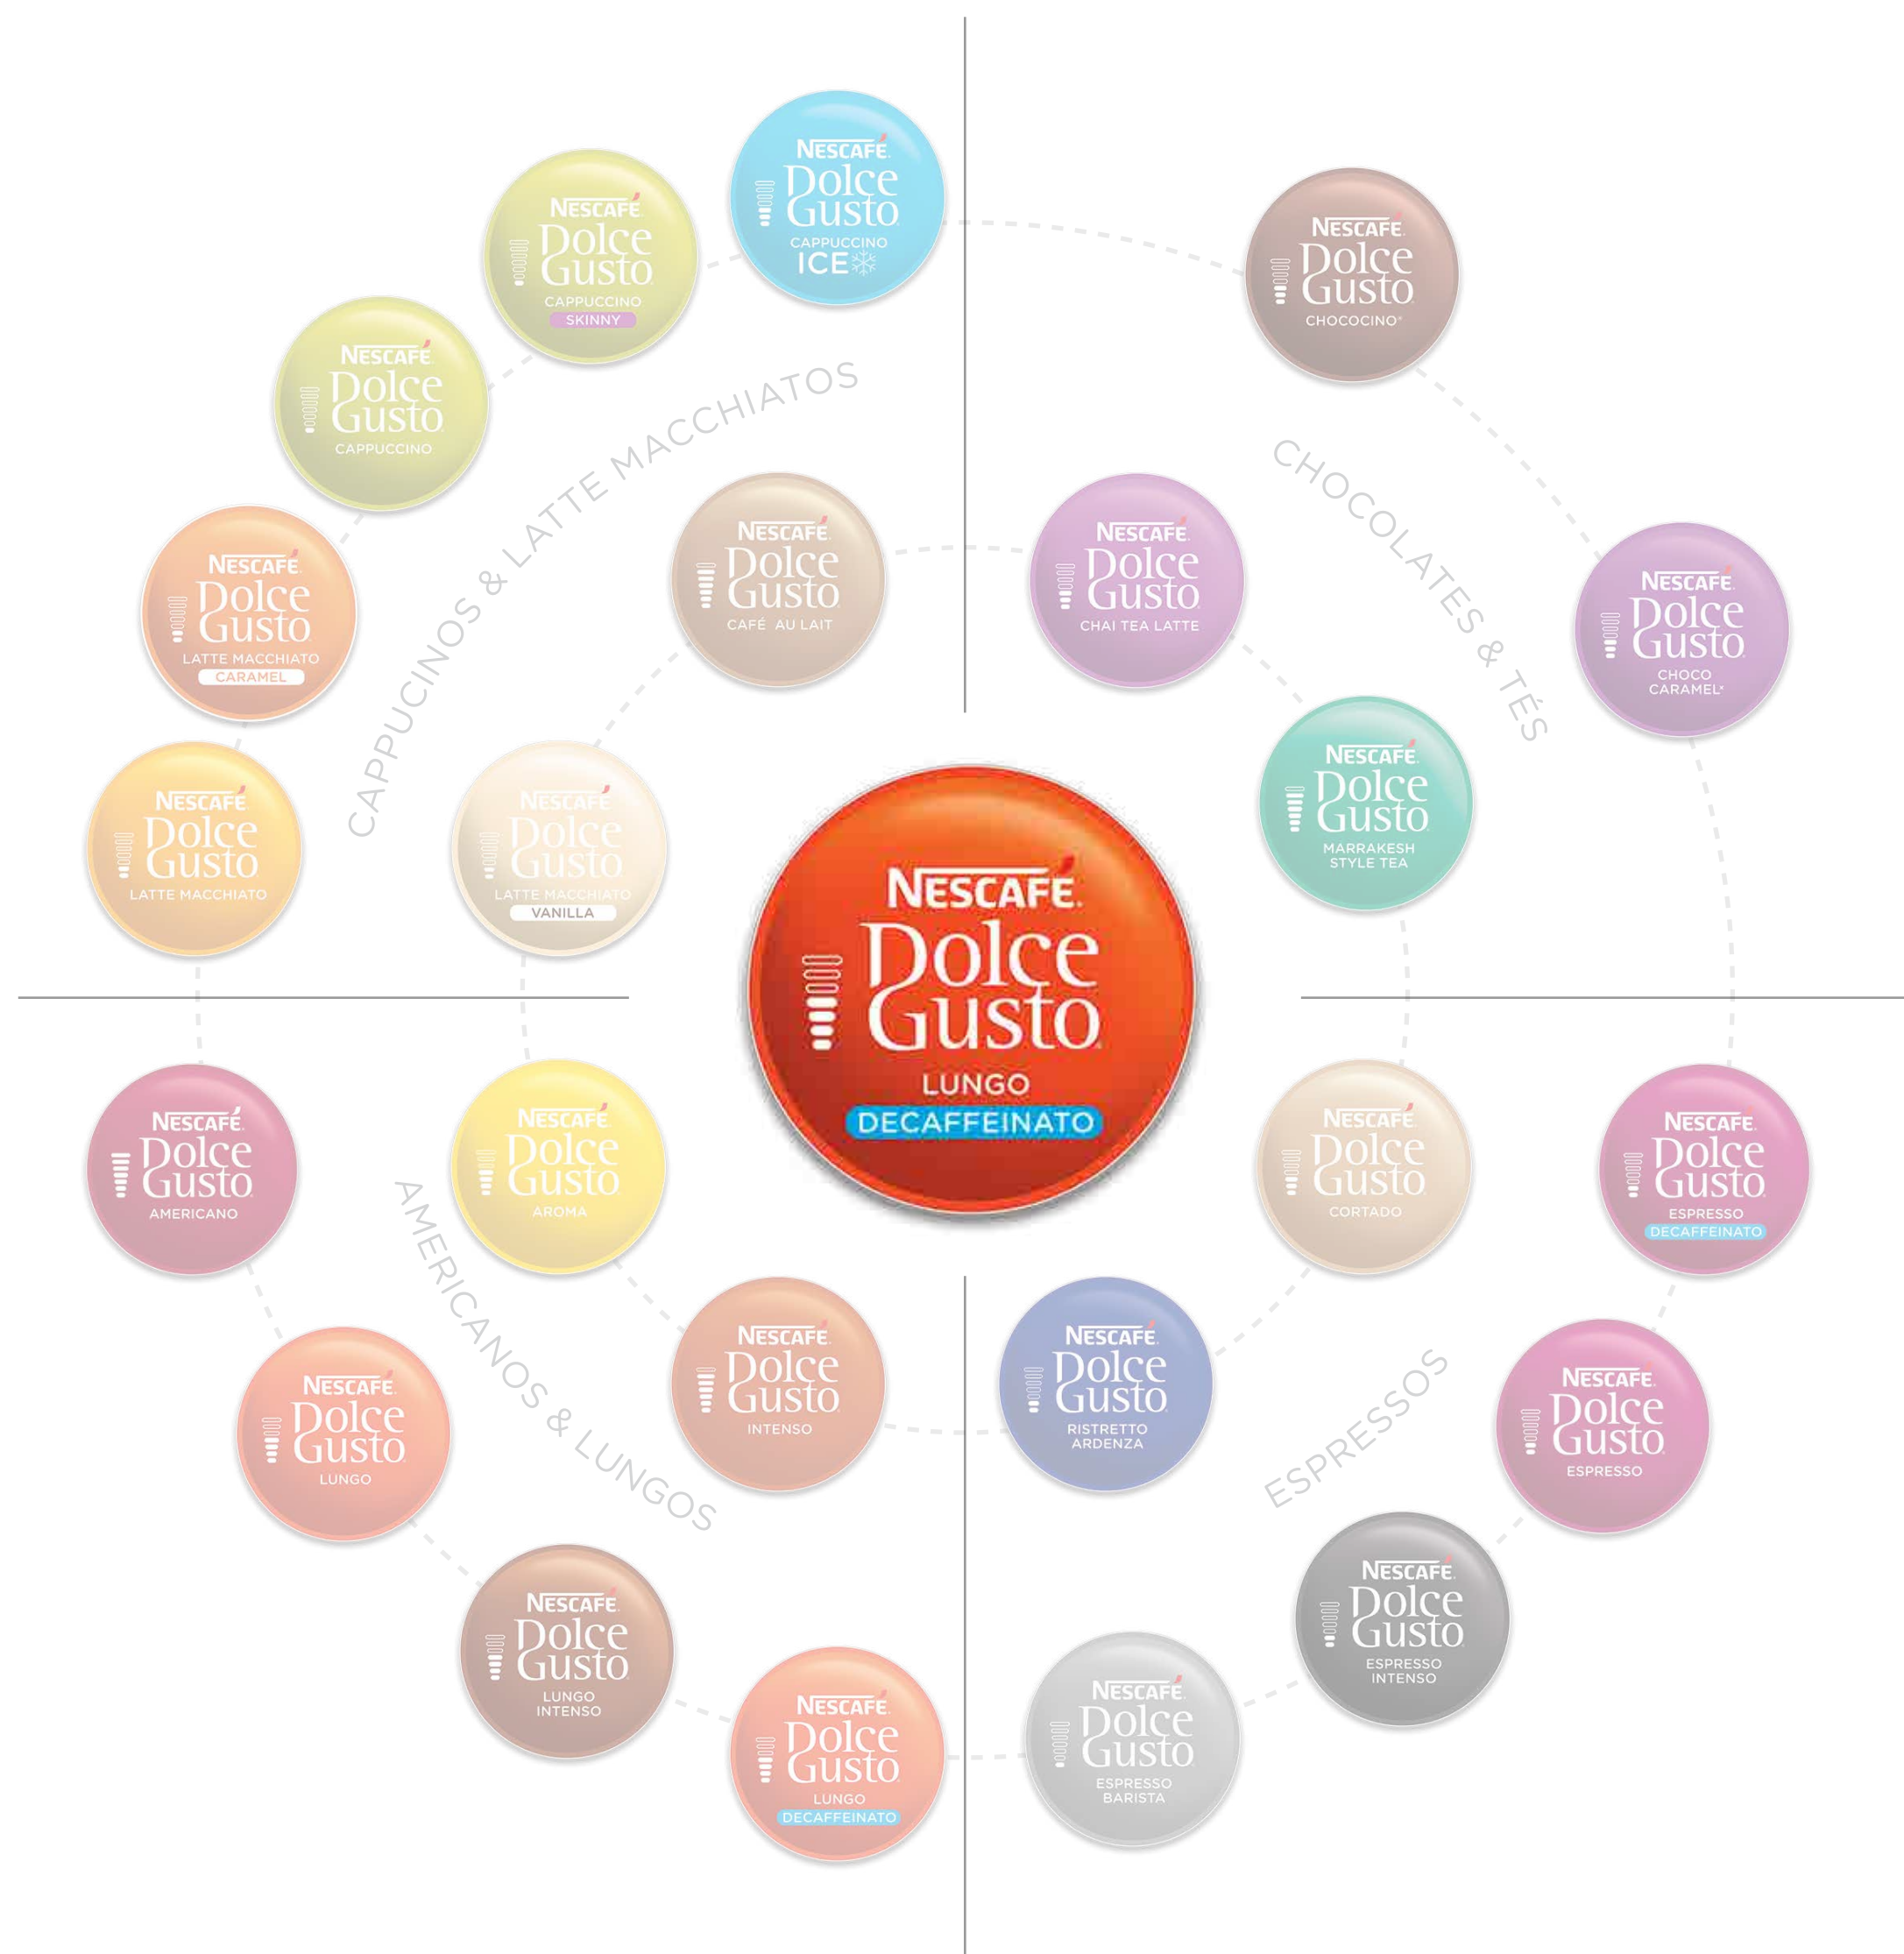 NESCAFÉ.
Dolce
Gusto
CAPPUCCINO
ICE
NESCAFÉ.
Dolce
Gusto
CAPPUCCINO
SKINNY
NESCAFÉ.
Dolce
Gusto
CAPPUCCINO
NESCAFÉ.
Dolce
Gusto
LATTE MACCHIATO
CARAMEL
NESCAFÉ.
Dolce
Gusto
LATTE MACCHIATO
CAPPUCINOS & LATTE MACCHIATOS
NESCAFÉ.
Dolce
Gusto
CAFÉ AU LAIT
NESCAFÉ.
Dolce
Gusto
LATTE MACCHIATO
VANILLA
NESCAFÉ.
Dolce
Gusto
CHOCOCINO®
CHOCOLATES & TÉS
NESCAFÉ.
Dolce
Gusto
CHAI TEA LATTE
NESCAFÉ.
Dolce
Gusto
CHOCO
CARAMEL*
NESCAFÉ.
Dolce
Gusto
MARRAKESH
STYLE TEA
NESCAFÉ.
Dolce
Gusto
LUNGO
DECAFFEINATO
NESCAFÉ.
Dolce
Gusto
AMERICANO
NESCAFÉ.
Dolce
Gusto
AROMA
AMERICANOS & LUNGOS
NESCAFÉ.
Dolce
Gusto
INTENSO
NESCAFÉ.
Dolce
Gusto
LUNGO
NESCAFÉ.
Dolce
Gusto
LUNGO
INTENSO
NESCAFÉ.
Dolce
Gusto
LUNGO
DECAFFEINATO
NESCAFÉ.
Dolce
Gusto
CORTADO
NESCAFÉ.
Dolce
Gusto
ESPRESSO
DECAFFEINATO
NESCAFÉ.
Dolce
Gusto
RISTRETTO
ARDENZA
ESPRESSOS
NESCAFÉ.
Dolce
Gusto
ESPRESSO
NESCAFÉ.
Dolce
Gusto
ESPRESSO
INTENSO
NESCAFÉ.
Dolce
Gusto
ESPRESSO
BARISTA